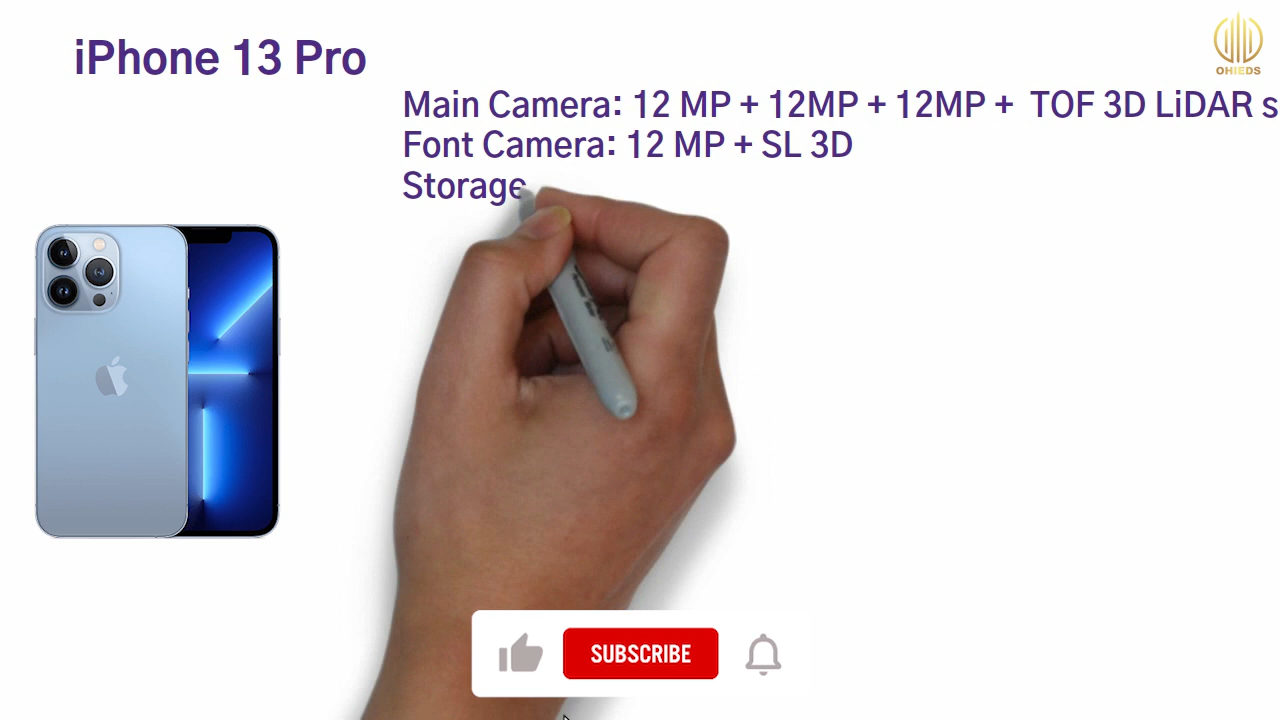 iPhone 13 Pro
OHIEDS
Main Camera: 12 MP + 12MP + 12MP + TOF 3D LiDAR s
Font Camera: 12 MP + SL 3D
Storage
SUBSCRIBE